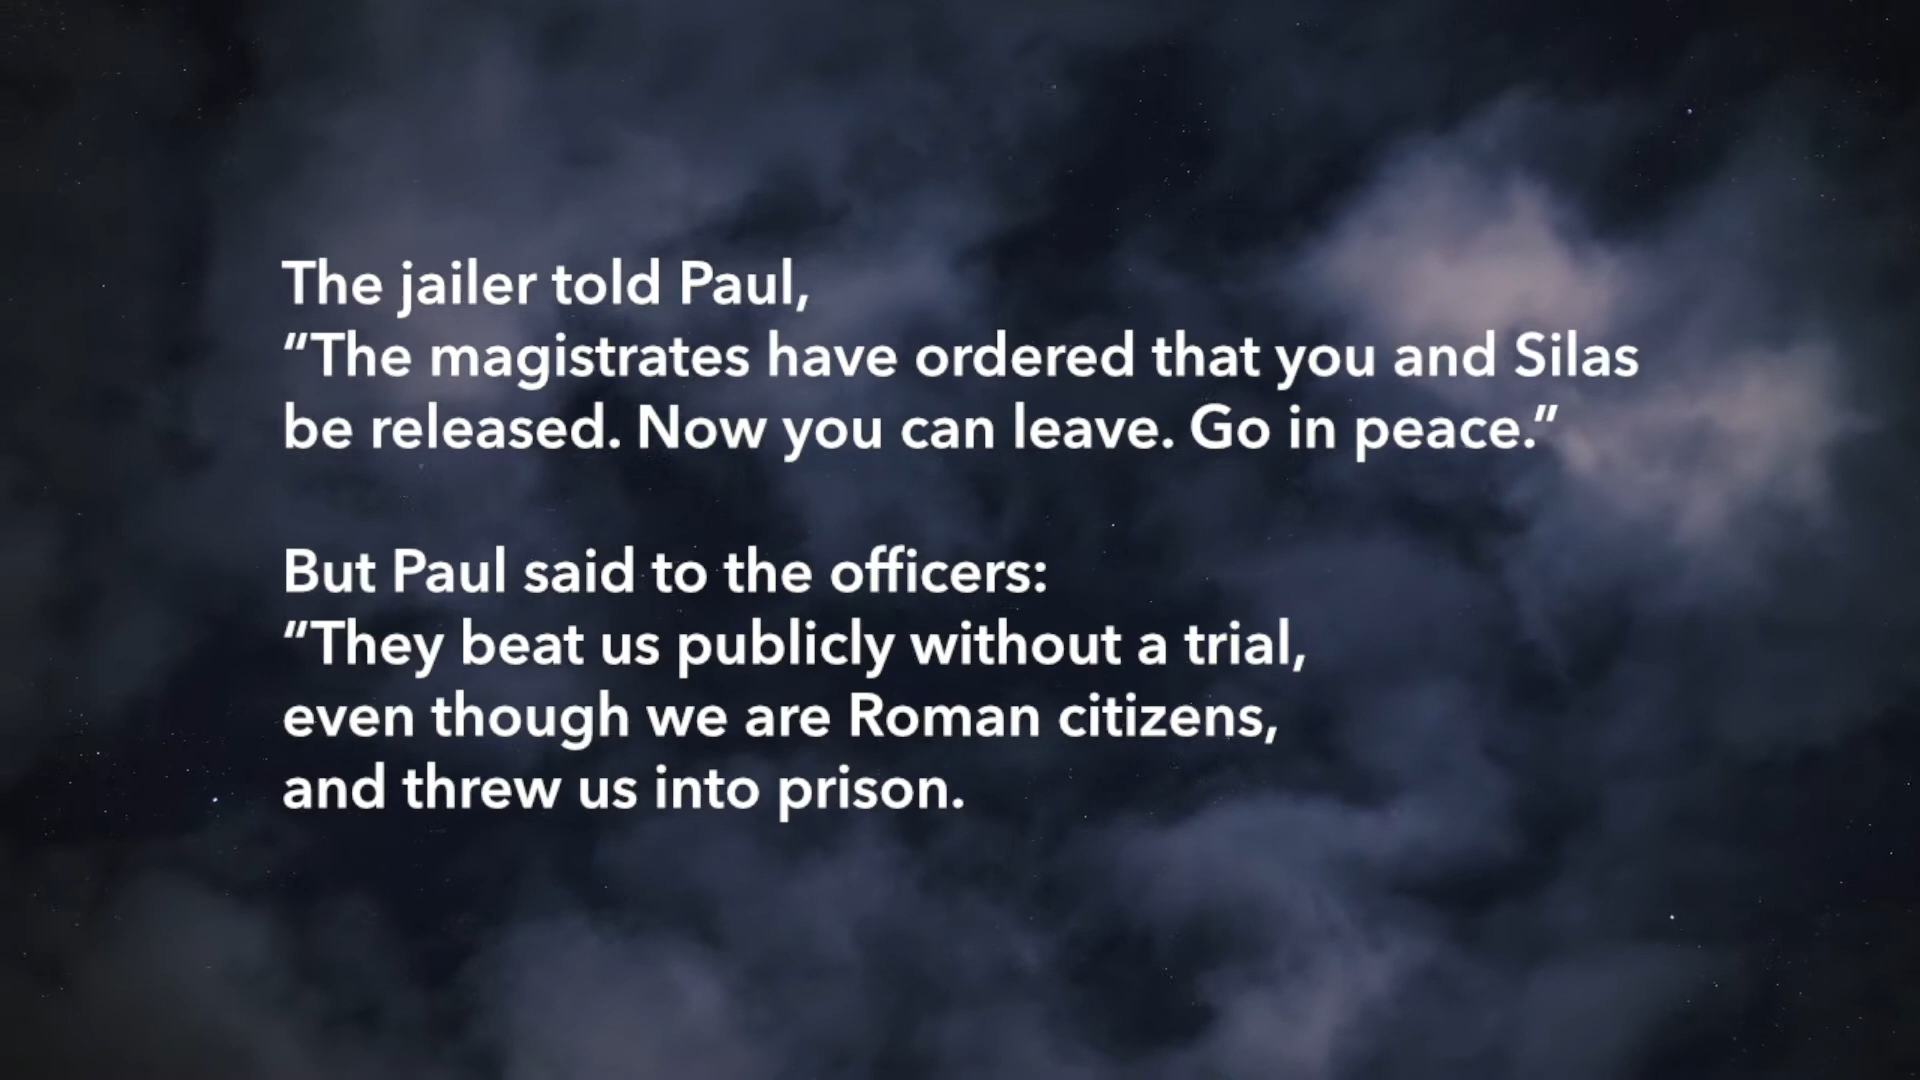 The jailer told Paul,
“The magistrates have ordered that you and Silas
be released. Now you can leave. Go in peace.”
But Paul said to the officers:
“They beat us publicly without a trial,
even though we are Roman citizens,
and threw us into prison.